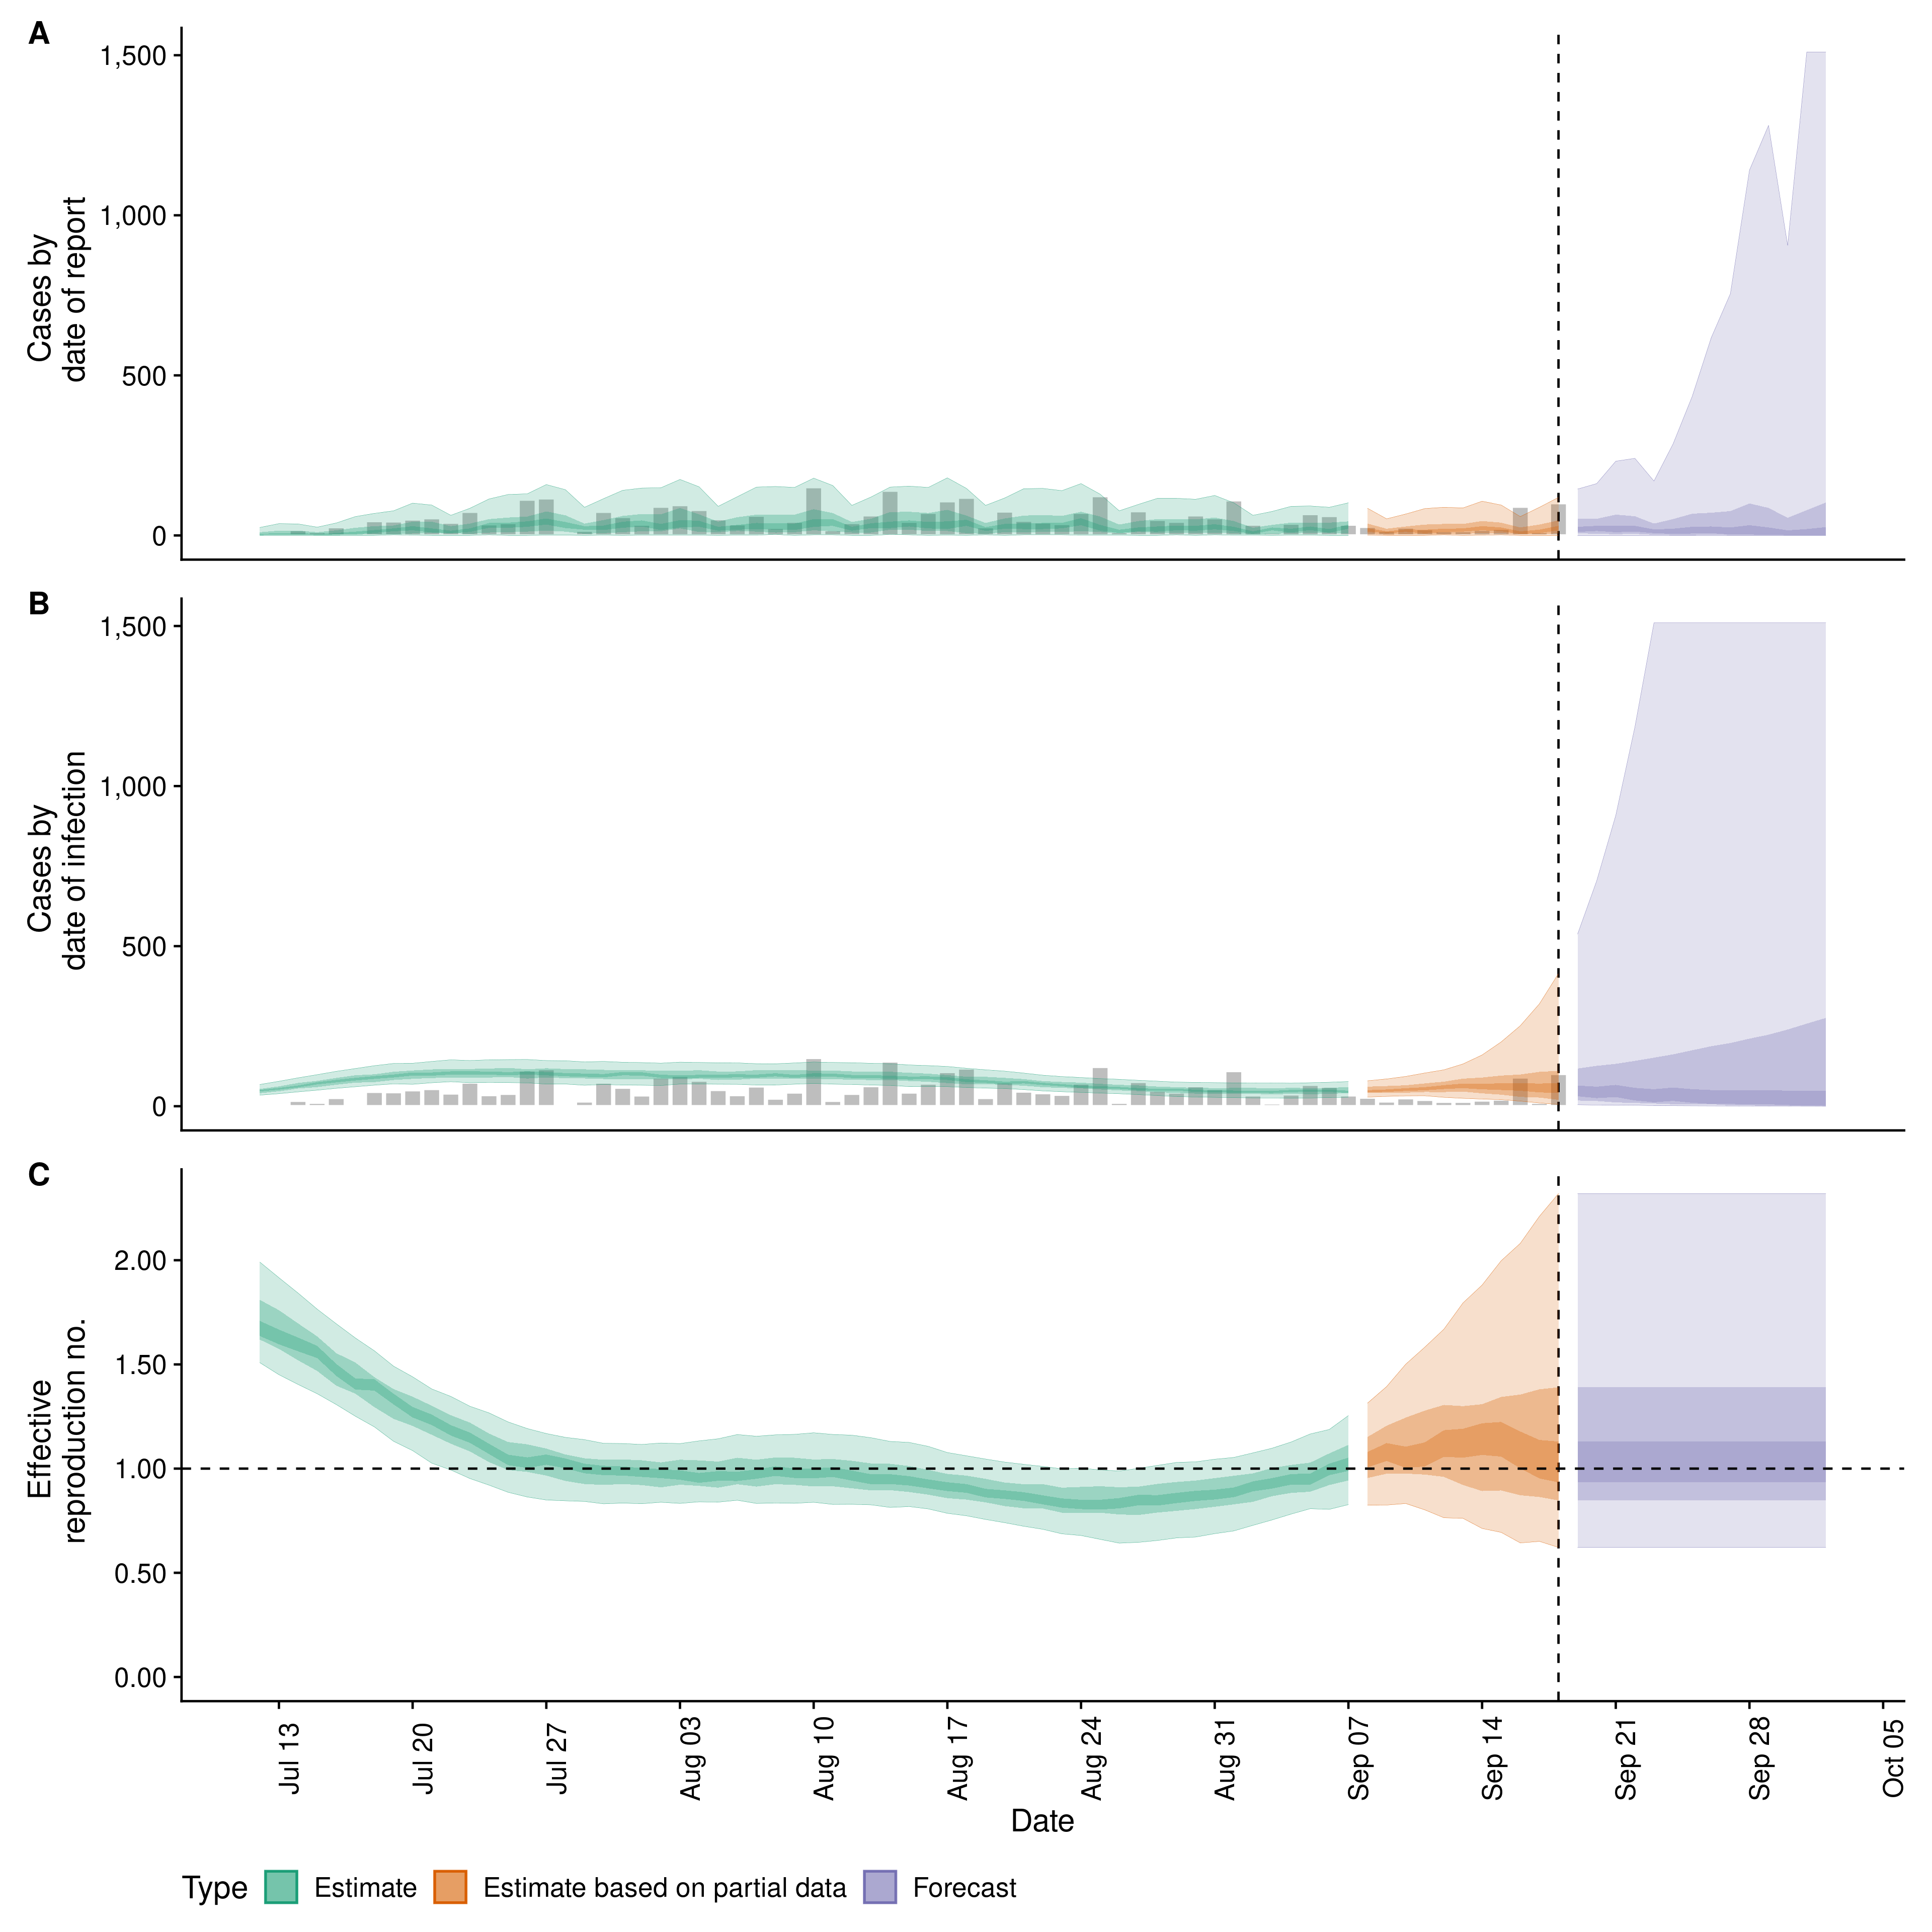 A
1,500
1,000
500
0
Cases by
date of report
B
1,500
1,000
500
0
Cases by
date of infection
C
2.00
1.50
1.00
0.50
0.00
Effective
reproduction no.
Jul 13
Jul 20
Jul 27
Aug 03
Aug 10
Aug 17
Aug 24
Aug 31
Sep 07
Sep 14
Sep 21
Sep 28
Oct 05
Date
Type Estimate Estimate based on partial data Forecast